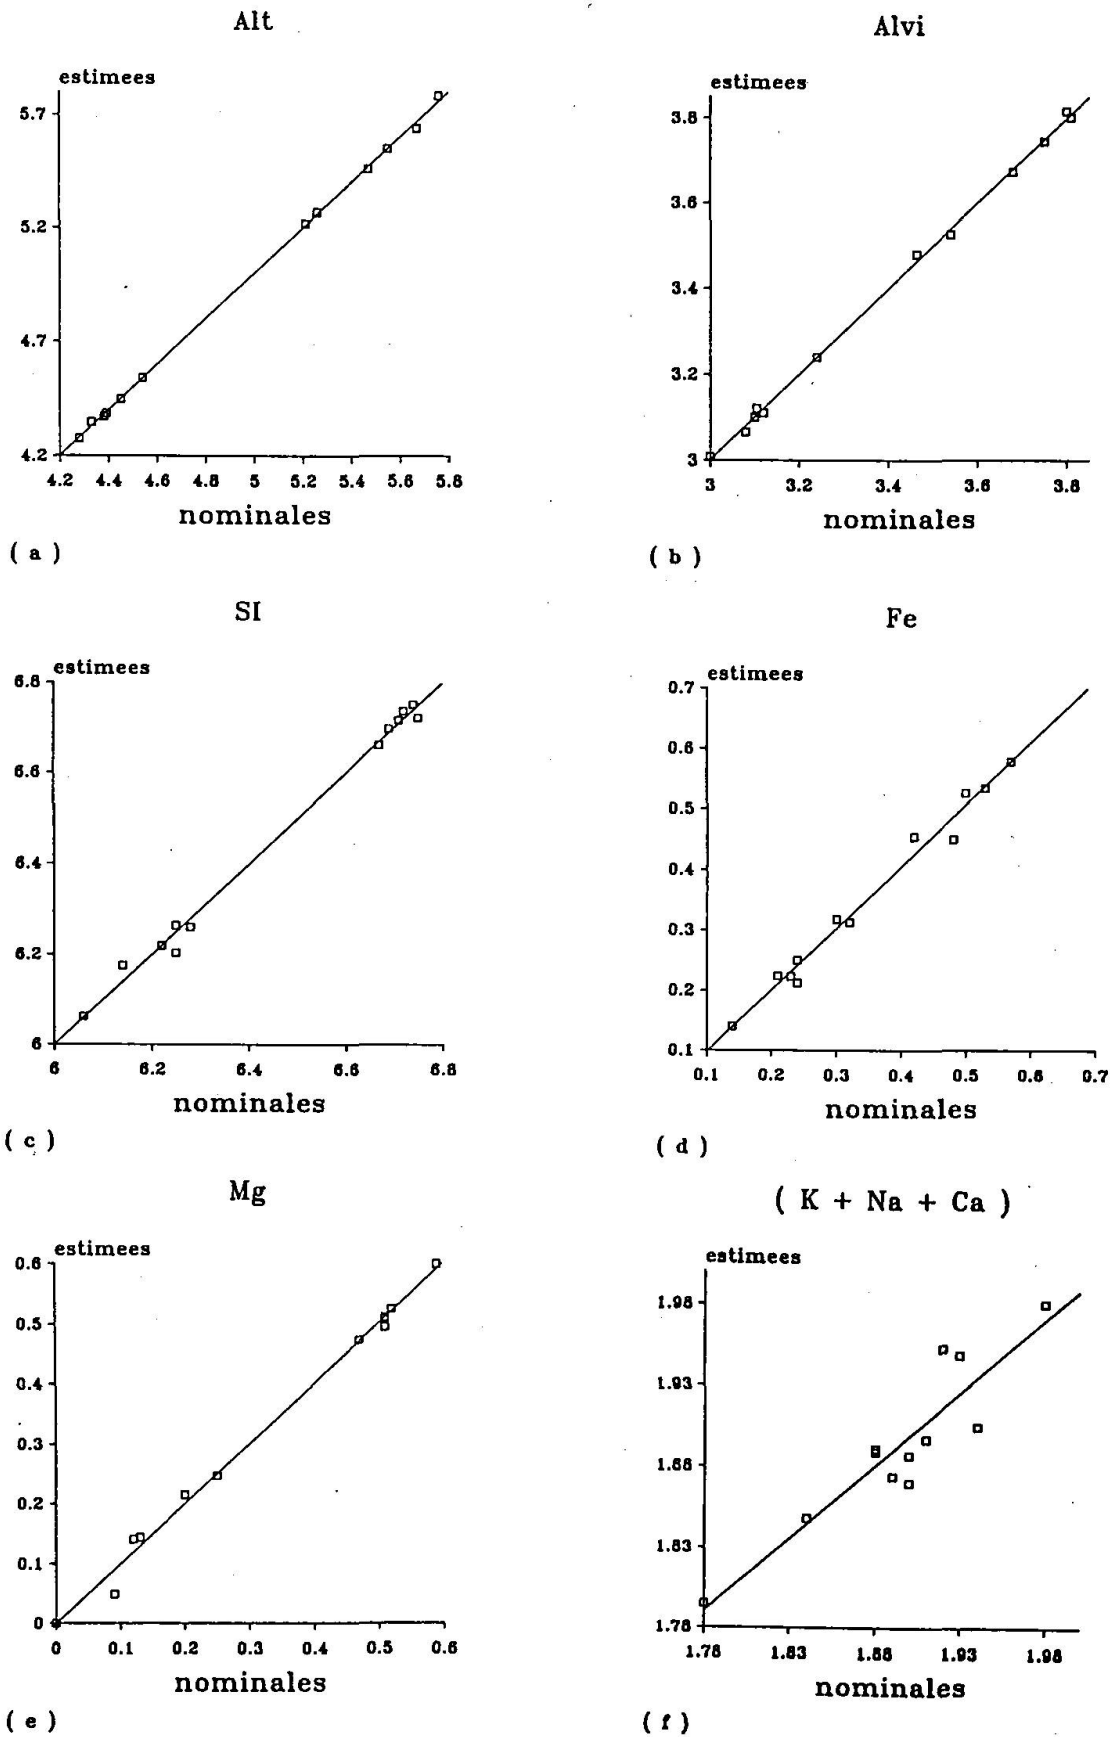 Alt
estimees
5.7
5.2
4.7
4.2
4.2 4.4 4.6 4.8 5 5.2 5.4 5.6 5.8
nominales
( a )
Alvi
estimees
3.8
3.6
3.4
3.2
3
3 3.2 3.4 3.6 3.8
nominales
( b )
SI
estimees
6.8
6.6
6.4
6.2
6
6 6.2 6.4 6.6 6.8
nominales
( c )
Fe
estimees
0.7
0.6
0.5
0.4
0.3
0.2
0.1
0.1 0.2 0.3 0.4 0.5 0.6 0.7
nominales
( d )
Mg
estimees
0.6
0.5
0.4
0.3
0.2
0.1
0
0 0.1 0.2 0.3 0.4 0.5 0.6
nominales
( e )
( K + Na + Ca )
estimees
1.98
1.93
1.88
1.83
1.78
1.78 1.83 1.88 1.93 1.98
nominales
( f )